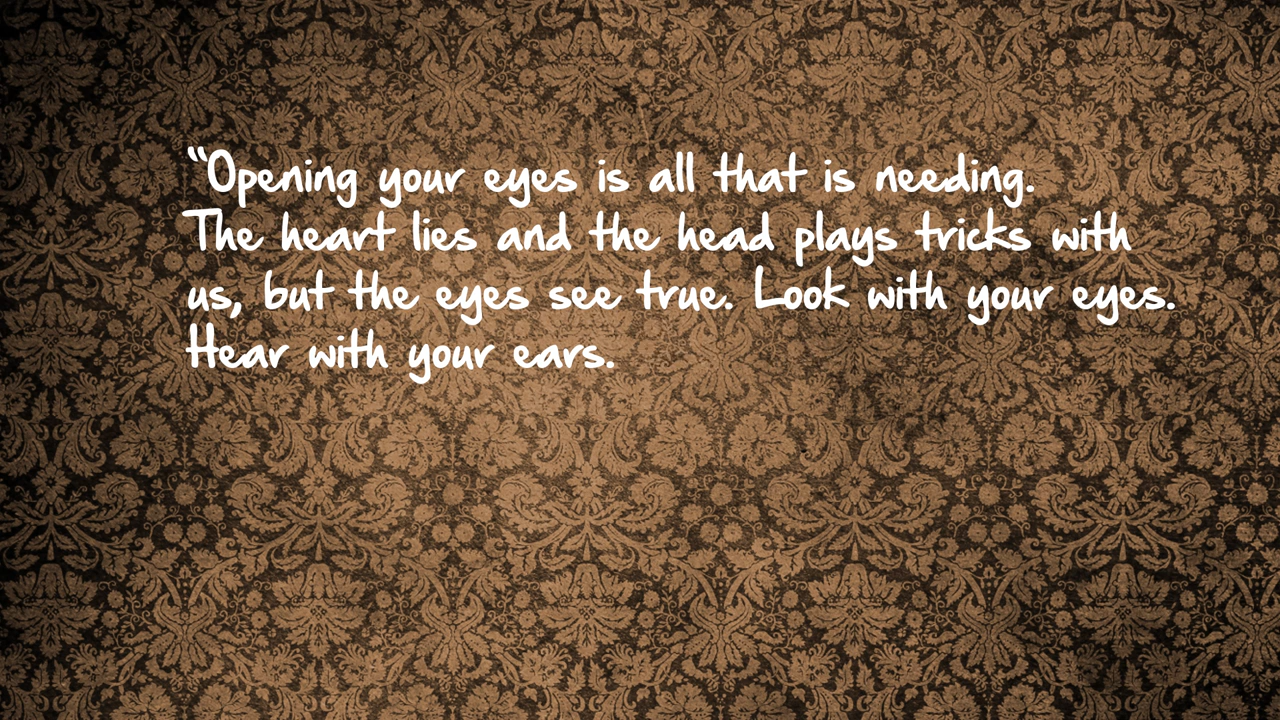 “Opening your eyes is all that is needing.
The heart lies and the head plays tricks with
us, but the eyes see true. Look with your eyes.
Hear with your ears.